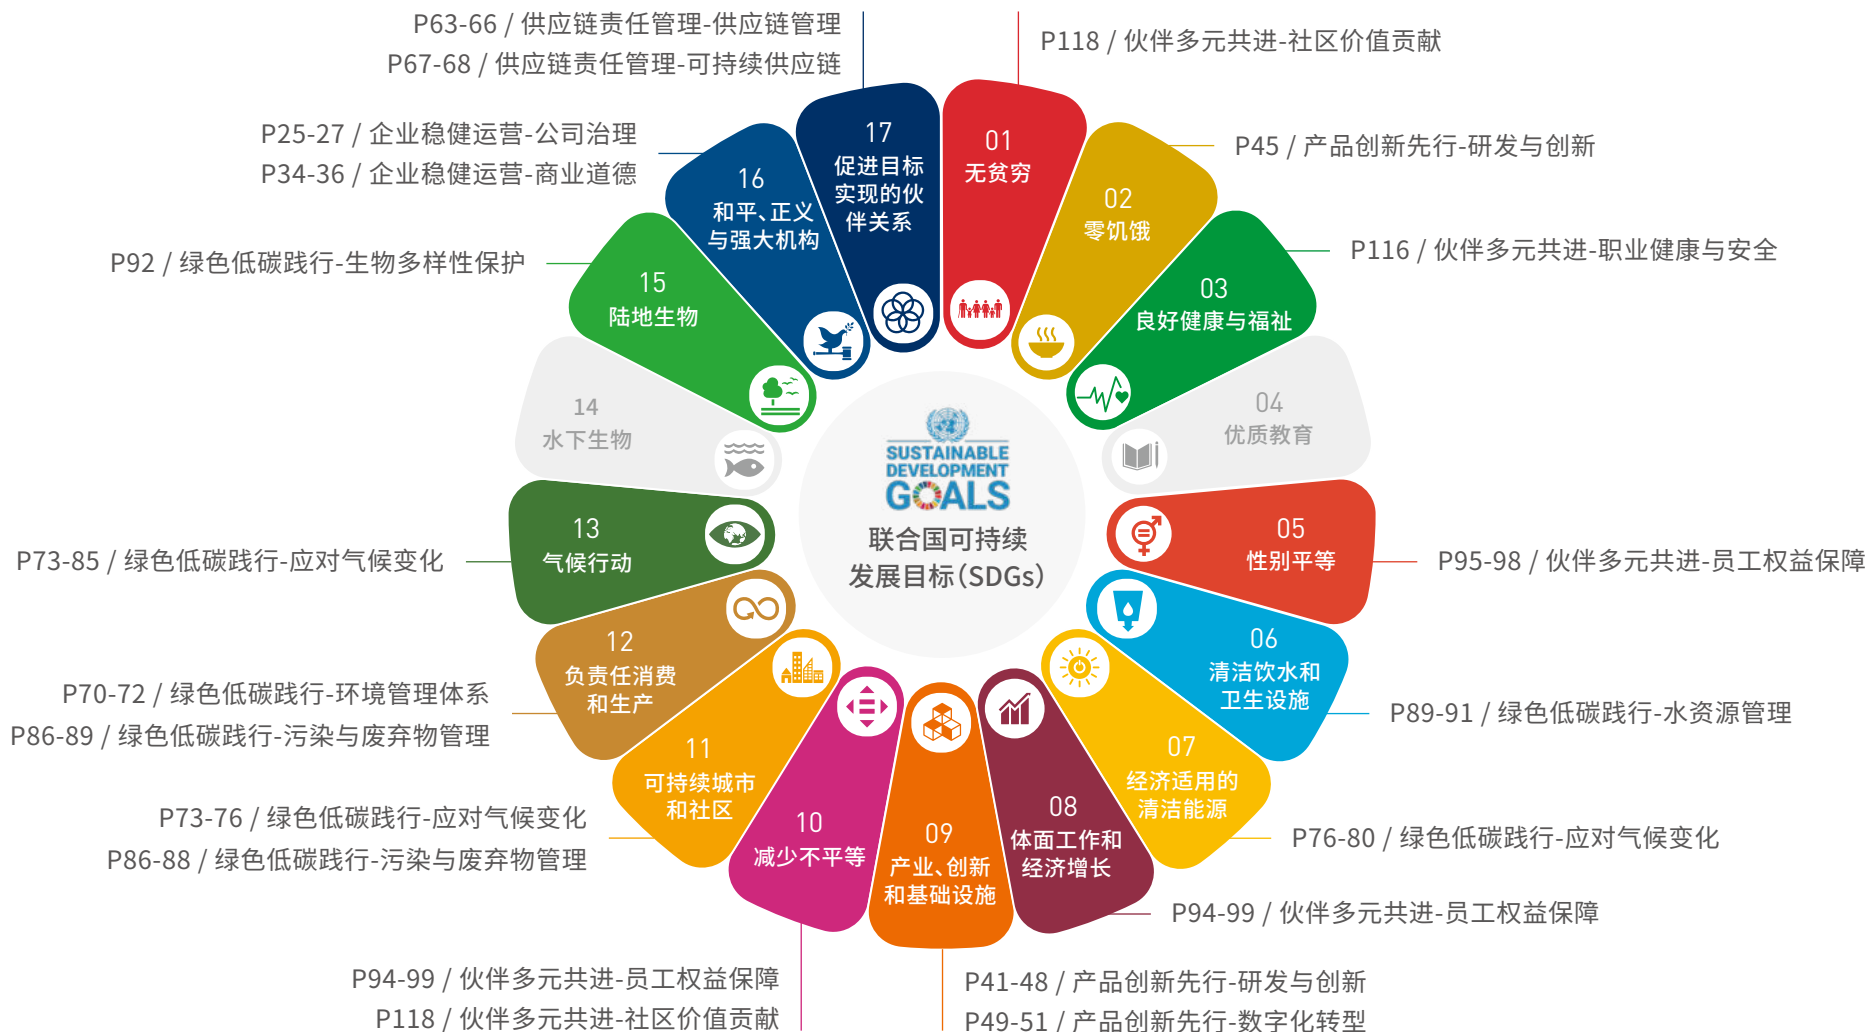 P63-66 / 供应链责任管理-供应链管理
P67-68 / 供应链责任管理-可持续供应链
P118 / 伙伴多元共进-社区价值贡献
P25-27 / 企业稳健运营-公司治理
P34-36 / 企业稳健运营-商业道德
P45 / 产品创新先行-研发与创新
P92 / 绿色低碳践行-生物多样性保护
P116 / 伙伴多元共进-职业健康与安全
17
促进目标
实现的伙
伴关系
01
无贫穷
16
和平、正义
与强大机构
02
零饥饿
15
陆地生物
03
良好健康与福祉
14
水下生物
04
优质教育
SUSTAINABLE
DEVELOPMENT
GOALS
联合国可持续
发展目标(SDGs)
13
气候行动
05
性别平等
P73-85 / 绿色低碳践行-应对气候变化
P95-98 / 伙伴多元共进-员工权益保障
12
负责任消费
和生产
06
清洁饮水和
卫生设施
P70-72 / 绿色低碳践行-环境管理体系
P86-89 / 绿色低碳践行-污染与废弃物管理
P89-91 / 绿色低碳践行-水资源管理
11
可持续城市
和社区
07
经济适用的
清洁能源
P73-76 / 绿色低碳践行-应对气候变化
P86-88 / 绿色低碳践行-污染与废弃物管理
P76-80 / 绿色低碳践行-应对气候变化
10
减少不平等
09
产业、创新
和基础设施
08
体面工作和
经济增长
P94-99 / 伙伴多元共进-员工权益保障
P94-99 / 伙伴多元共进-员工权益保障
P118 / 伙伴多元共进-社区价值贡献
P41-48 / 产品创新先行-研发与创新
P49-51 / 产品创新先行-数字化转型